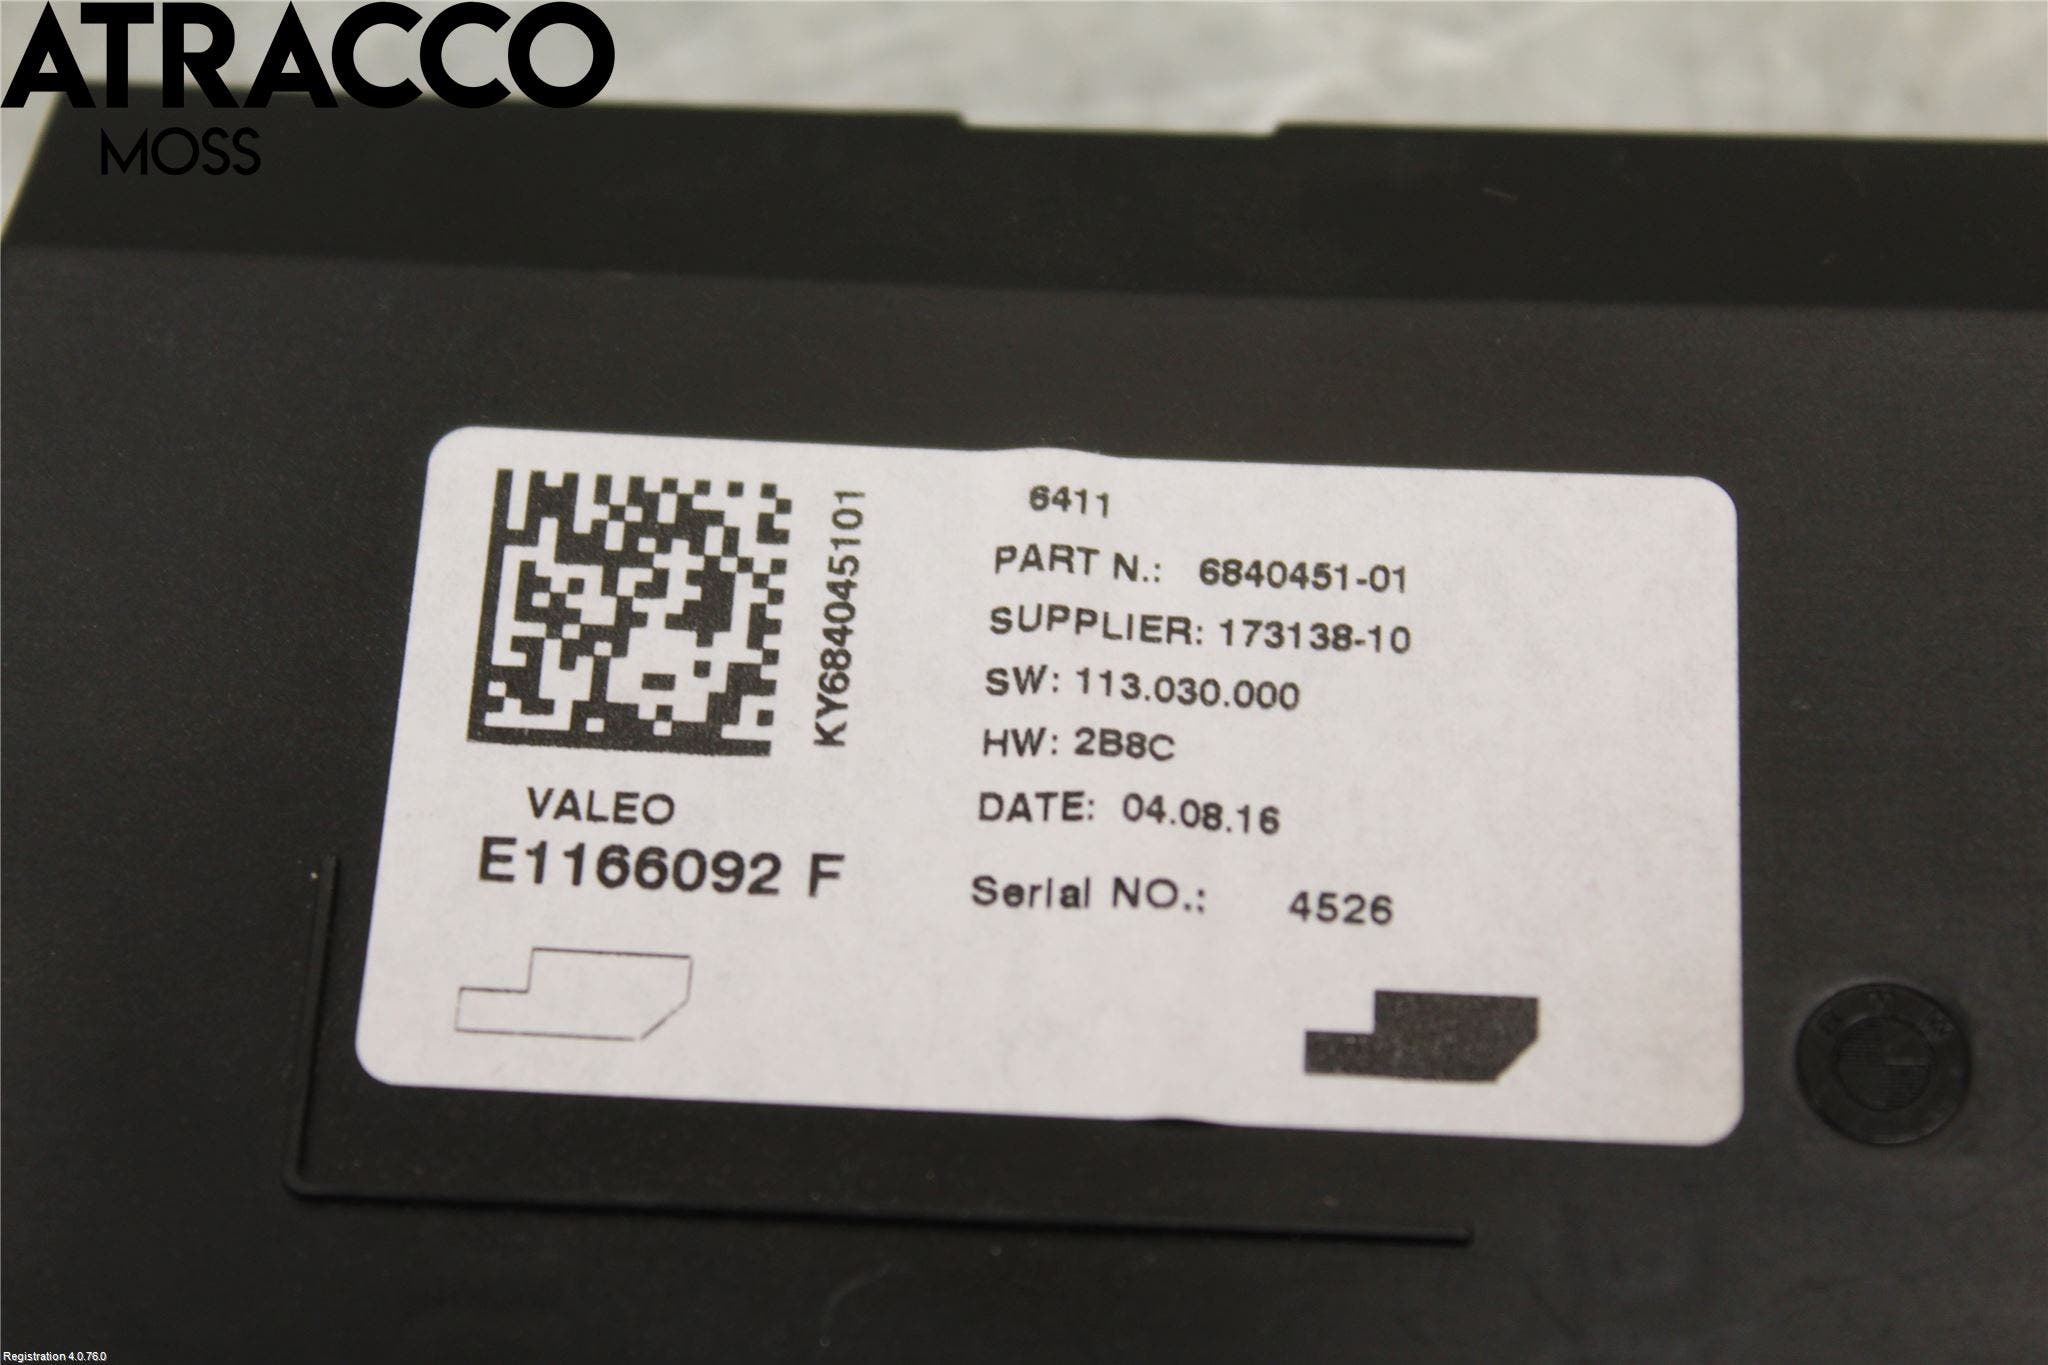 ATRACCO
MOSS
KY684045101
VALEO
E1166092 F
6411
PART N.: 6840451-01
SUPPLIER: 173138-10
SW: 113.030.000
HW: 2B8C
DATE: 04.08.16
Serial NO.: 4526
BMW
Registration 4.0.76.0